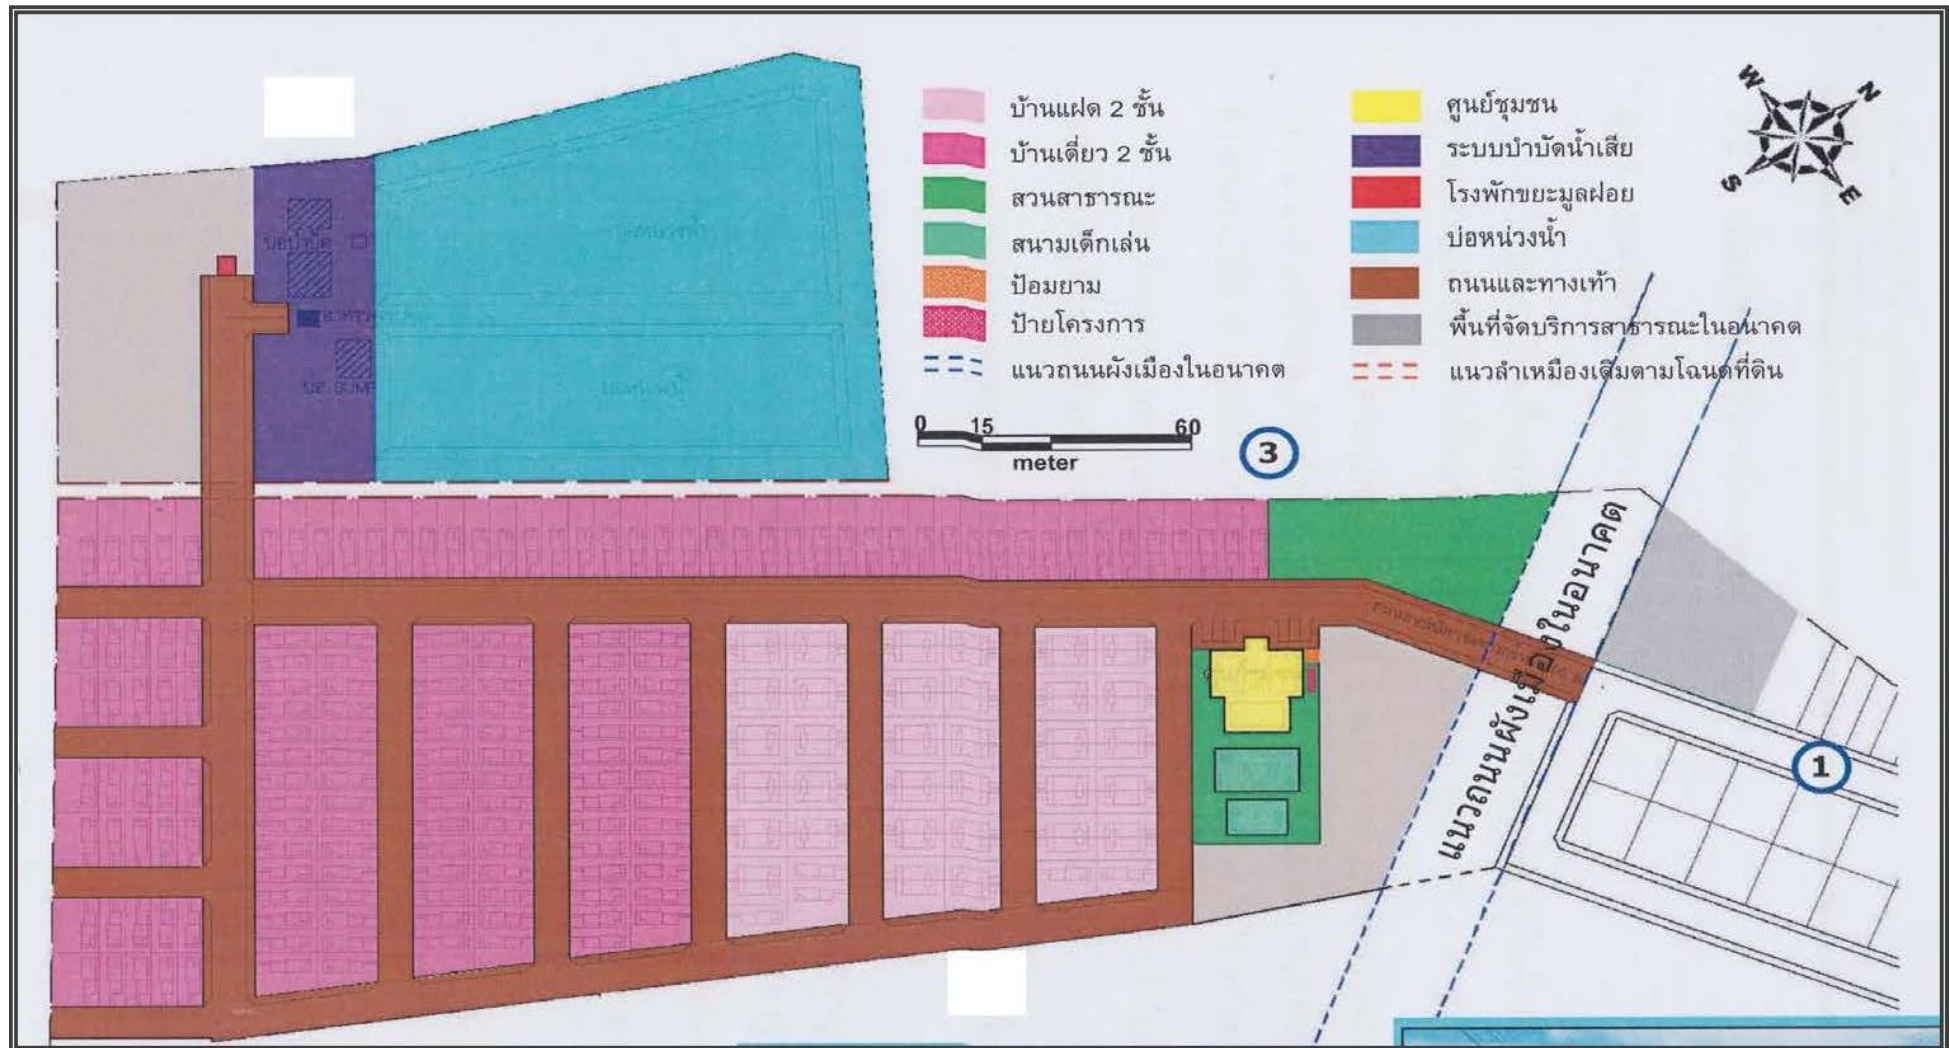 บ้านแฝด 2 ชั้น
บ้านเดี่ยว 2 ชั้น
สวนสาธารณะ
สนามเด็กเล่น
ป้อมยาม
ป้ายโครงการ
แนวถนนผังเมืองในอนาคต
ศูนย์ชุมชน
ระบบบำบัดน้ำเสีย
โรงพักขยะมูลฝอย
บ่อหน่วงน้ำ
ถนนและทางเท้า
พื้นที่จัดบริการสาธารณะในอนาคต
แนวลำเหมืองเดิมตามโฉนดที่ดิน
W
N
S
E
0 15 60
meter
3
บ่อบำบัด
บ่อ SUMP
แนวถนนผังเมืองในอนาคต
1